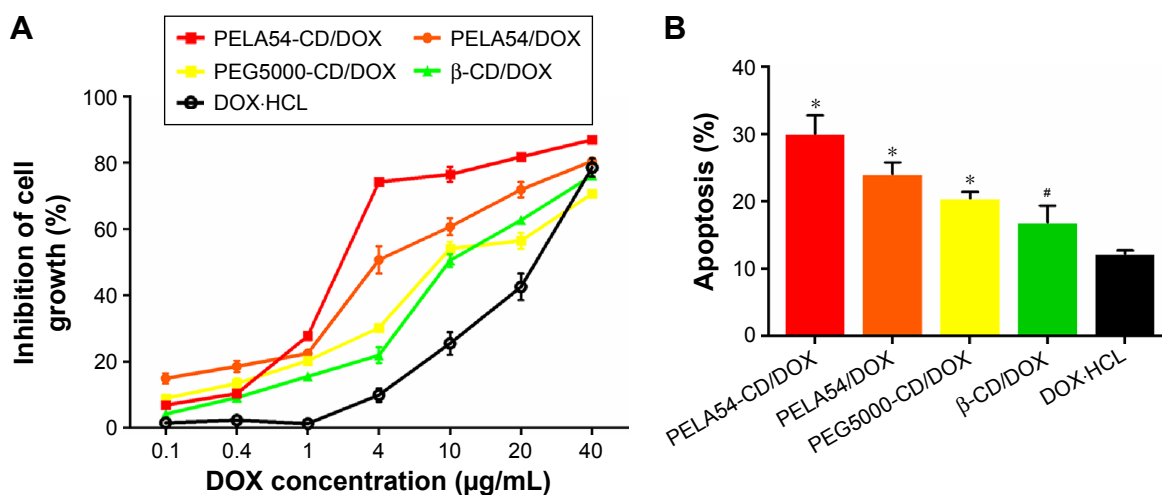 A
PELA54-CD/DOX PELA54/DOX
PEG5000-CD/DOX β-CD/DOX
DOX·HCL
Inhibition of cell
growth (%)
100
80
60
40
20
0
0.1 0.4 1 4 10 20 40
DOX concentration (µg/mL)
B
Apoptosis (%)
40
30
20
10
0
* * * #
PELA54-CD/DOX
PELA54/DOX
PEG5000-CD/DOX
β-CD/DOX
DOX·HCL